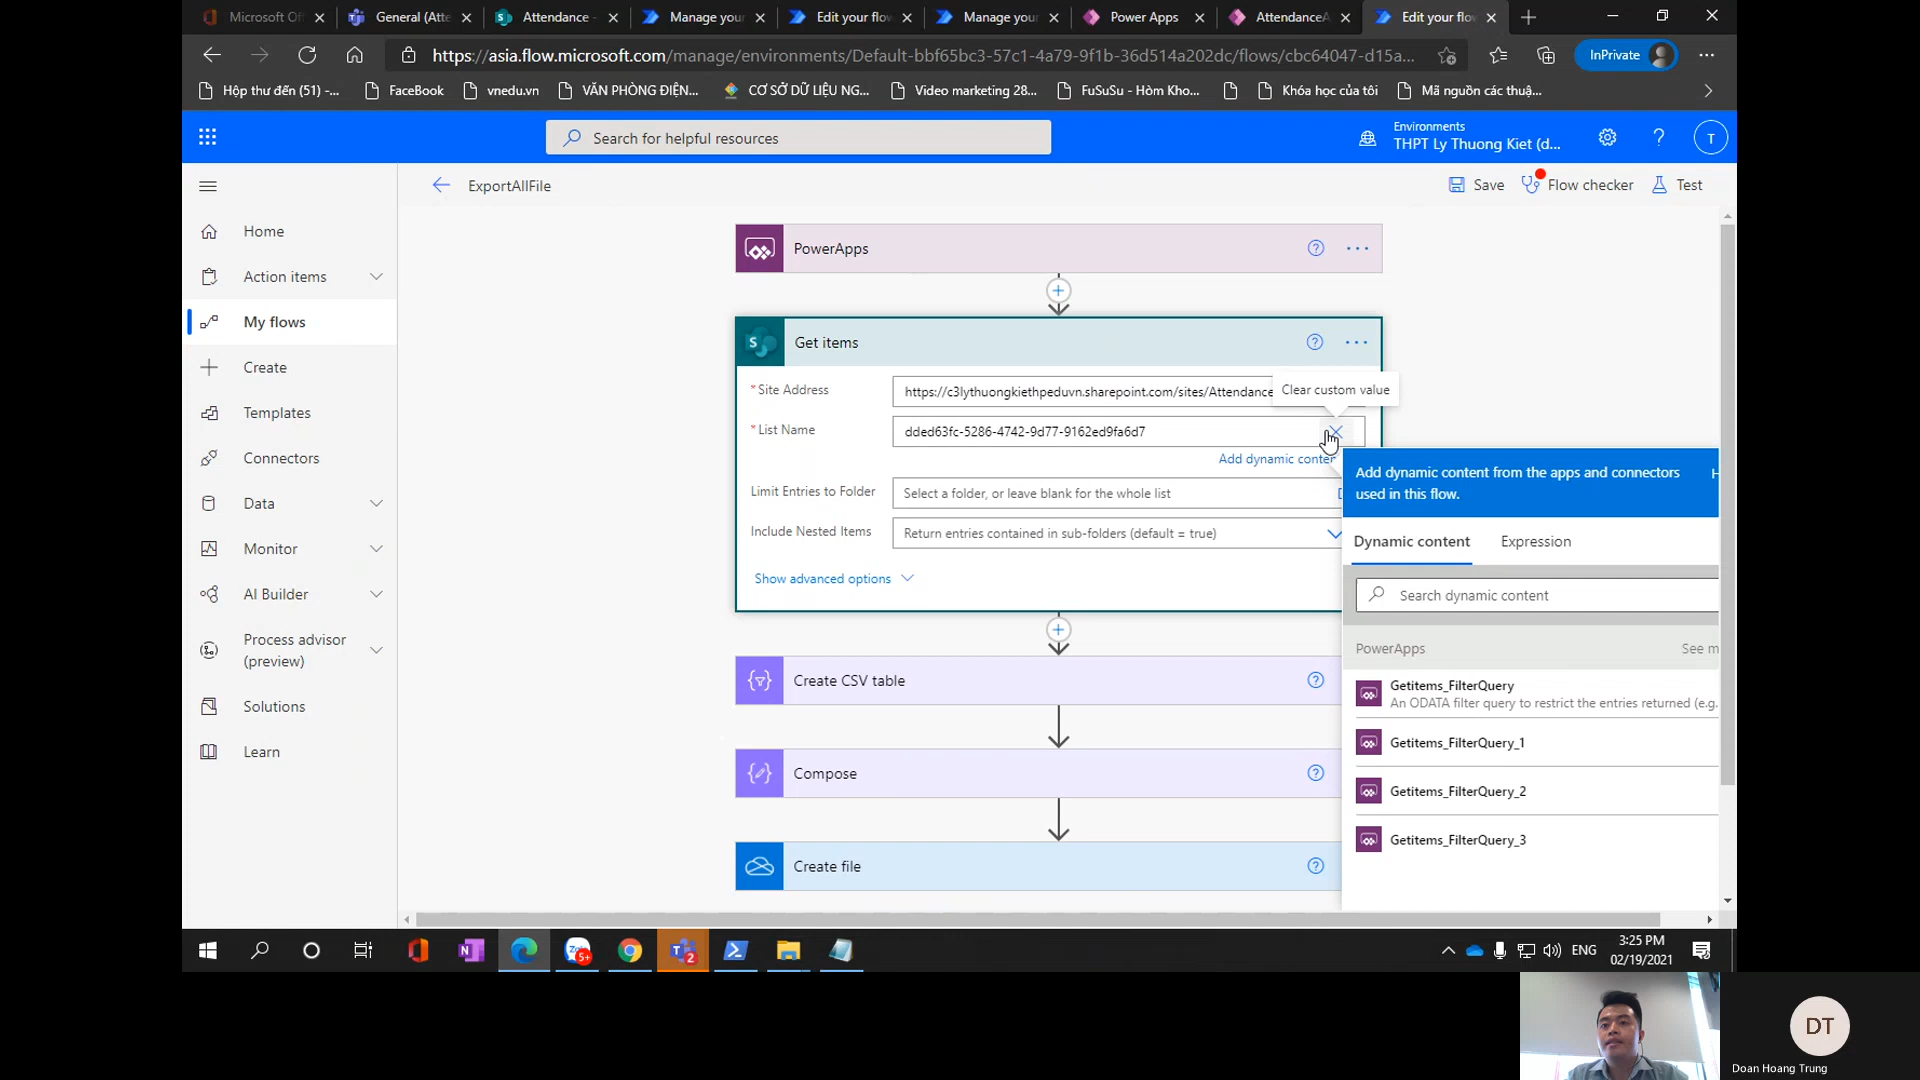 Microsoft Of
General (Atte
Attendance -
Manage your
Edit your flow
Manage your
Power Apps
AttendanceA
Edit your flow
https://asia.flow.microsoft.com/manage/environments/Default-bbf65bc3-57c1-4a79-9f1b-36d514a202dc/flows/cbc64047-d15a...
InPrivate
Hộp thư đến (51) -...
FaceBook
vnedu.vn
VĂN PHÒNG ĐIỆN...
CƠ SỞ DỮ LIỆU NG...
Video marketing 28...
FuSuSu - Hòm Kho...
Khóa học của tôi
Mã nguồn các thuậ...
Search for helpful resources
Environments
THPT Ly Thuong Kiet (d...
T
ExportAllFile
Save
Flow checker
Test
Home
Action items
My flows
Create
Templates
Connectors
Data
Monitor
AI Builder
Process advisor
(preview)
Solutions
Learn
PowerApps
Get items
* Site Address
https://c3lythuongkiethpeduvn.sharepoint.com/sites/Attendance
Clear custom value
* List Name
dded63fc-5286-4742-9d77-9162ed9fa6d7
Add dynamic conten
Limit Entries to Folder
Select a folder, or leave blank for the whole list
Include Nested Items
Return entries contained in sub-folders (default = true)
Show advanced options
Create CSV table
Compose
Create file
Add dynamic content from the apps and connectors
used in this flow.
H
Dynamic content
Expression
Search dynamic content
PowerApps
See m
Getitems_FilterQuery
An ODATA filter query to restrict the entries returned (e.g.
Getitems_FilterQuery_1
Getitems_FilterQuery_2
Getitems_FilterQuery_3
Zalo
5+
2
ENG
3:25 PM
02/19/2021
DT
Doan Hoang Trung